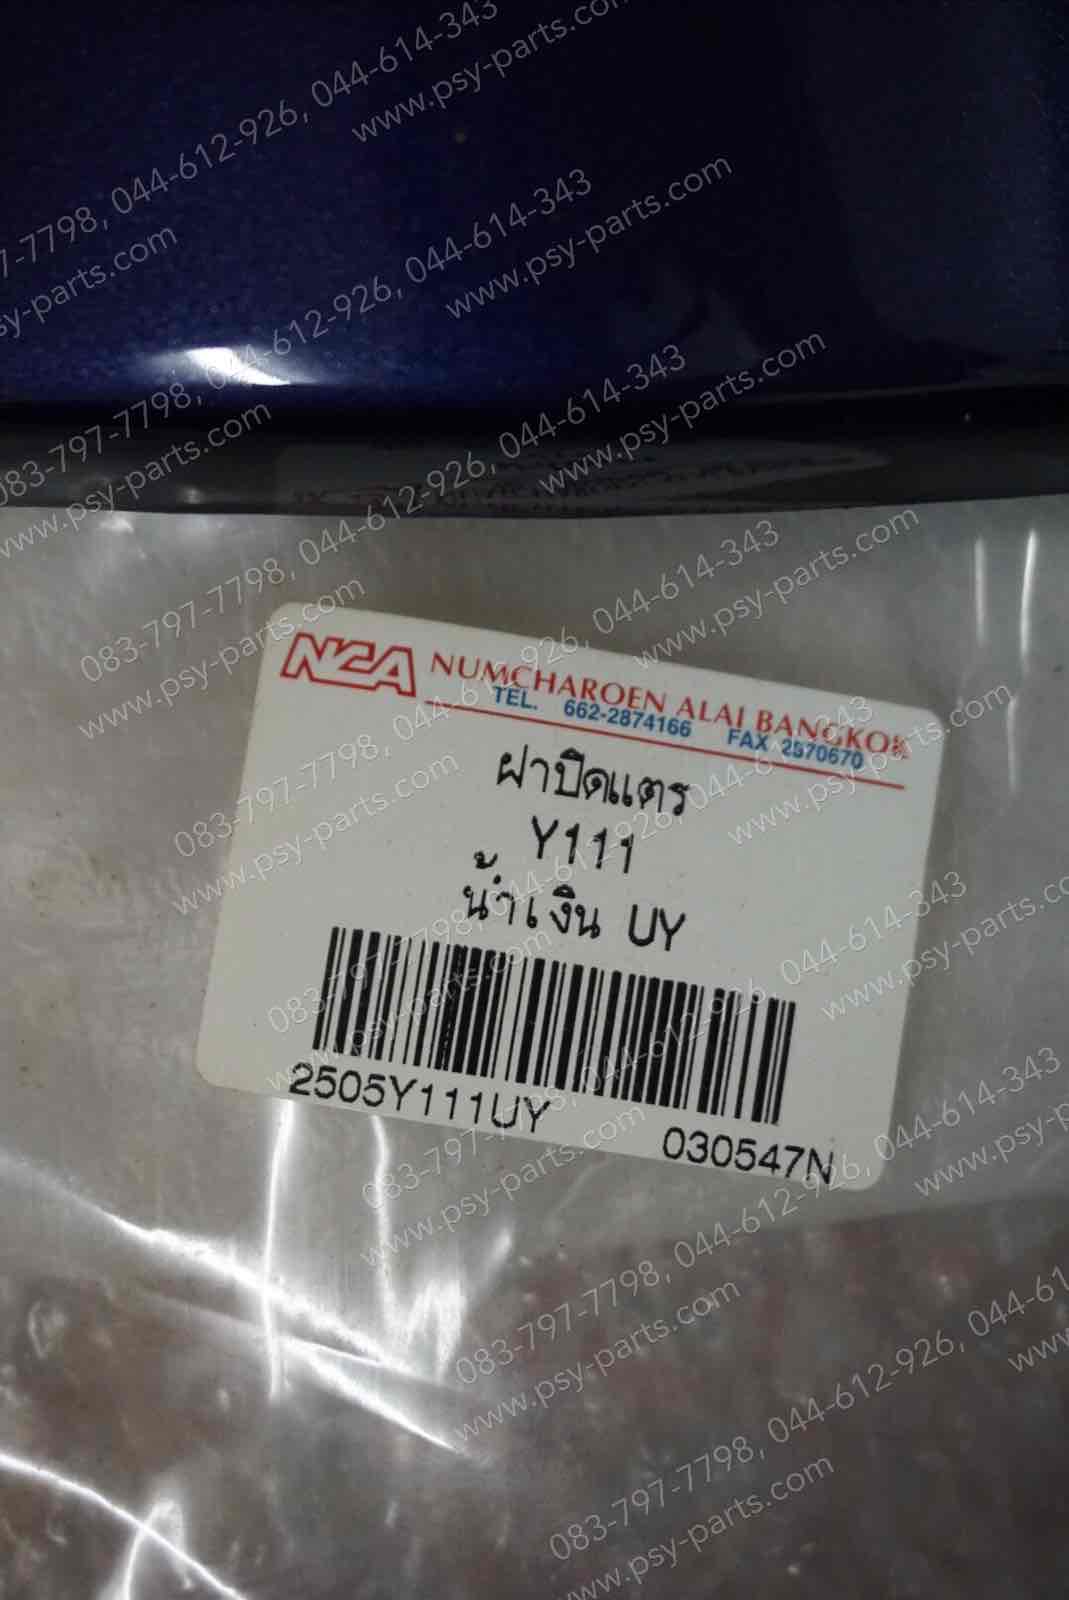 NCA NUMCHAROEN ALAI BANGKOK
TEL. 662-2874166 FAX 2870670
ฝาปิดแตร
Y111
น้ำเงิน UY
2505Y111UY 030547N
083-797-7798, 044-612-926, 044-614-343
www.psy-parts.com